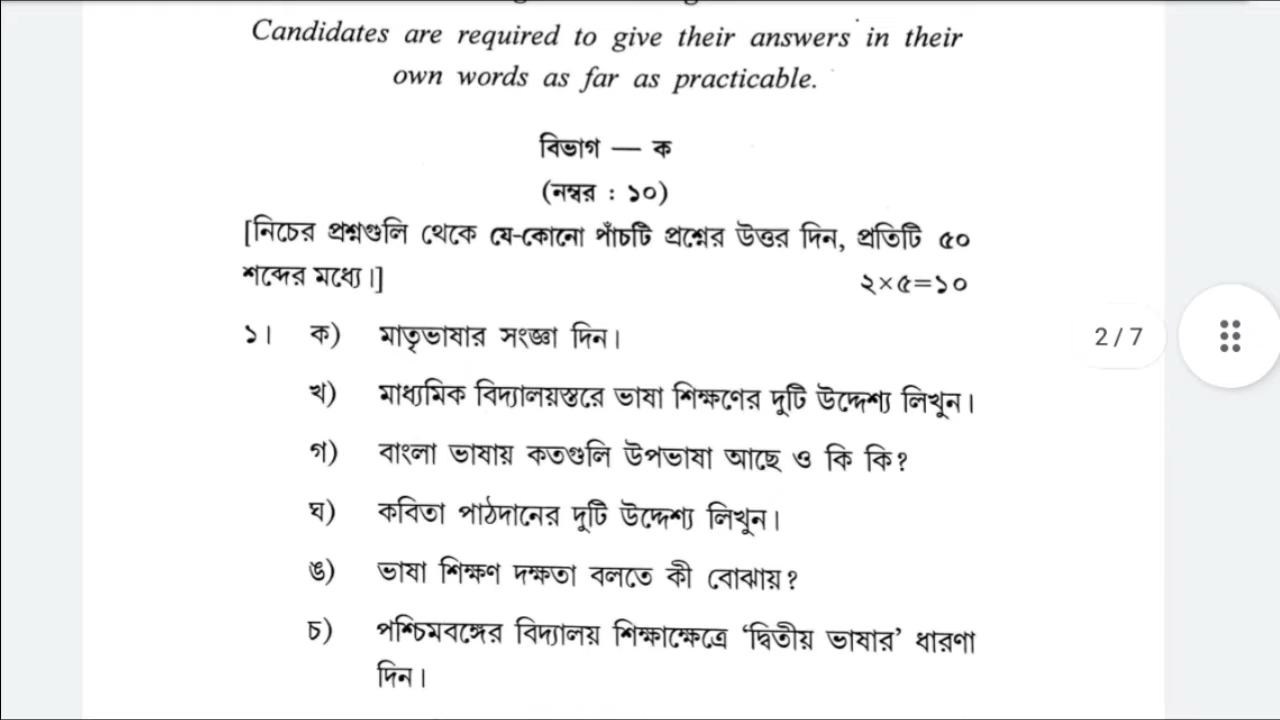 Candidates are required to give their answers in their
own words as far as practicable.
বিভাগ — ক
(নম্বর : ১০)
[নিচের প্রশ্নগুলি থেকে যে-কোনো পাঁচটি প্রশ্নের উত্তর দিন, প্রতিটি ৫০
শব্দের মধ্যে।] ২×৫=১০
১। ক) মাতৃভাষার সংজ্ঞা দিন।
খ) মাধ্যমিক বিদ্যালয়স্তরে ভাষা শিক্ষণের দুটি উদ্দেশ্য লিখুন।
গ) বাংলা ভাষায় কতগুলি উপভাষা আছে ও কি কি?
ঘ) কবিতা পাঠদানের দুটি উদ্দেশ্য লিখুন।
ঙ) ভাষা শিক্ষণ দক্ষতা বলতে কী বোঝায়?
চ) পশ্চিমবঙ্গের বিদ্যালয় শিক্ষাক্ষেত্রে ‘দ্বিতীয় ভাষার’ ধারণা
দিন।
2 / 7